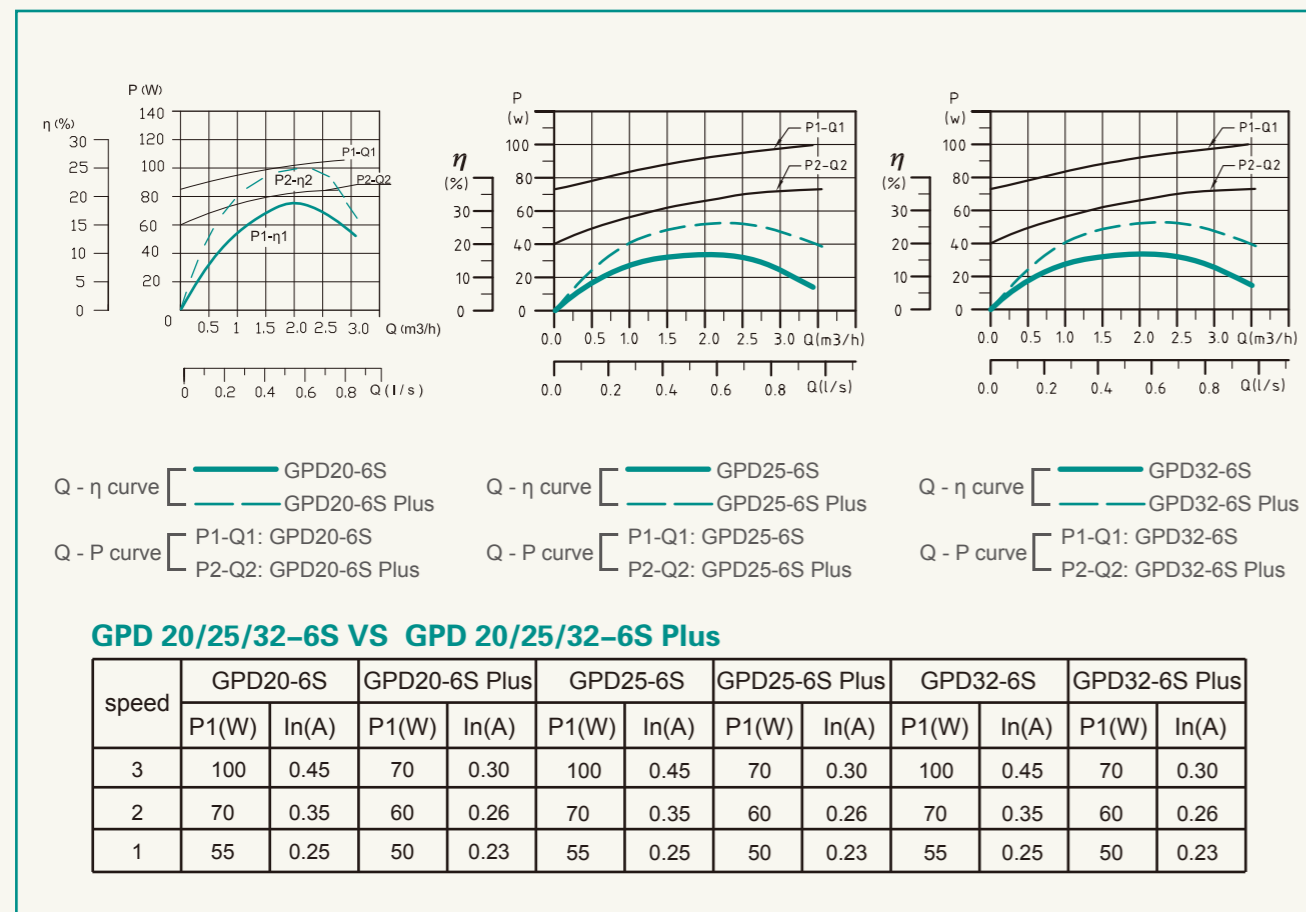 P (W)
η (%)
140
120
100
80
60
40
20
0
30
25
20
15
10
5
0
P1-Q1
P2-η2
P2-Q2
P1-η1
0.5 1 1.5 2.0 2.5 3.0 Q (m3/h)
0 0.2 0.4 0.6 0.8 Q (l/s)
P
(w)
η
(%)
100
80
60
40
20
0
30
20
10
0
P1-Q1
P2-Q2
0.0 0.5 1.0 1.5 2.0 2.5 3.0 Q(m3/h)
0.0 0.2 0.4 0.6 0.8 Q(l/s)
P
(w)
η
(%)
100
80
60
40
20
0
30
20
10
0
P1-Q1
P2-Q2
0.0 0.5 1.0 1.5 2.0 2.5 3.0 Q(m3/h)
0.0 0.2 0.4 0.6 0.8 Q(l/s)
Q - η curve
GPD20-6S
GPD20-6S Plus
Q - P curve
P1-Q1: GPD20-6S
P2-Q2: GPD20-6S Plus
Q - η curve
GPD25-6S
GPD25-6S Plus
Q - P curve
P1-Q1: GPD25-6S
P2-Q2: GPD25-6S Plus
Q - η curve
GPD32-6S
GPD32-6S Plus
Q - P curve
P1-Q1: GPD32-6S
P2-Q2: GPD32-6S Plus
GPD 20/25/32–6S VS GPD 20/25/32–6S Plus
speed GPD20-6S GPD20-6S Plus GPD25-6S GPD25-6S Plus GPD32-6S GPD32-6S Plus
P1(W) In(A) P1(W) In(A) P1(W) In(A) P1(W) In(A) P1(W) In(A) P1(W) In(A)
3 100 0.45 70 0.30 100 0.45 70 0.30 100 0.45 70 0.30
2 70 0.35 60 0.26 70 0.35 60 0.26 70 0.35 60 0.26
1 55 0.25 50 0.23 55 0.25 50 0.23 55 0.25 50 0.23